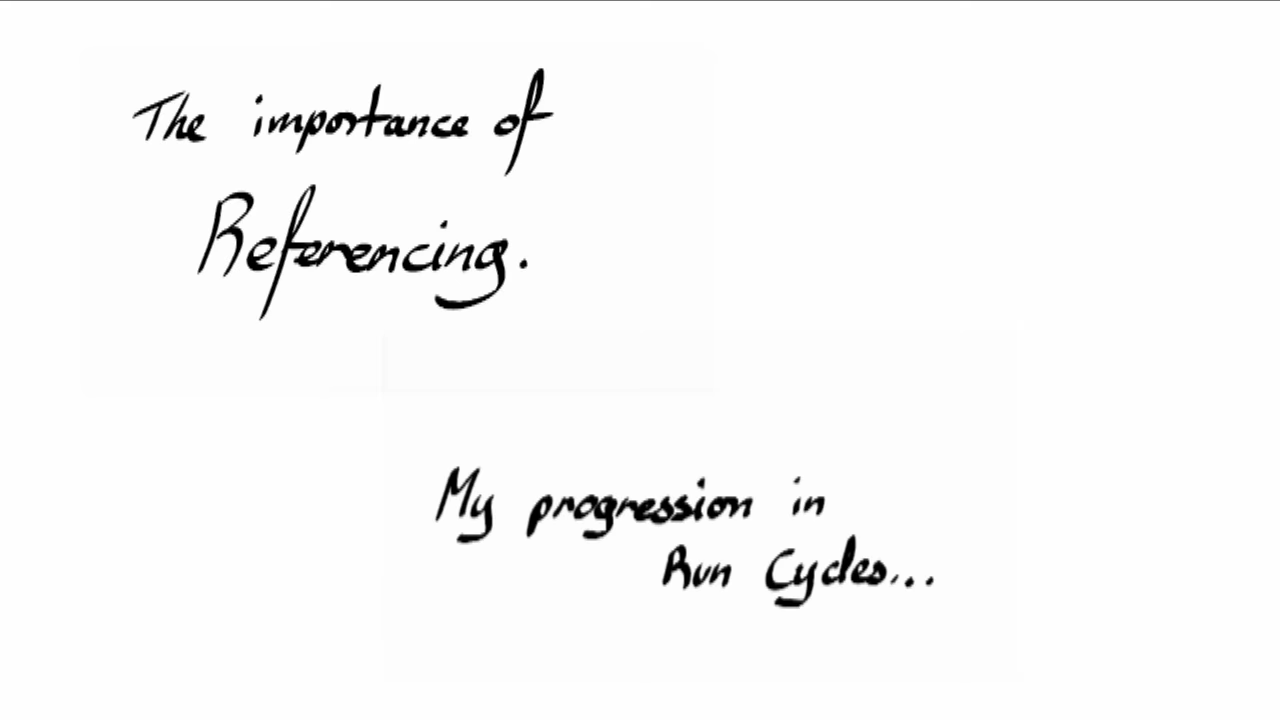 The importance of
Referencing.
My progression in
Run Cycles...